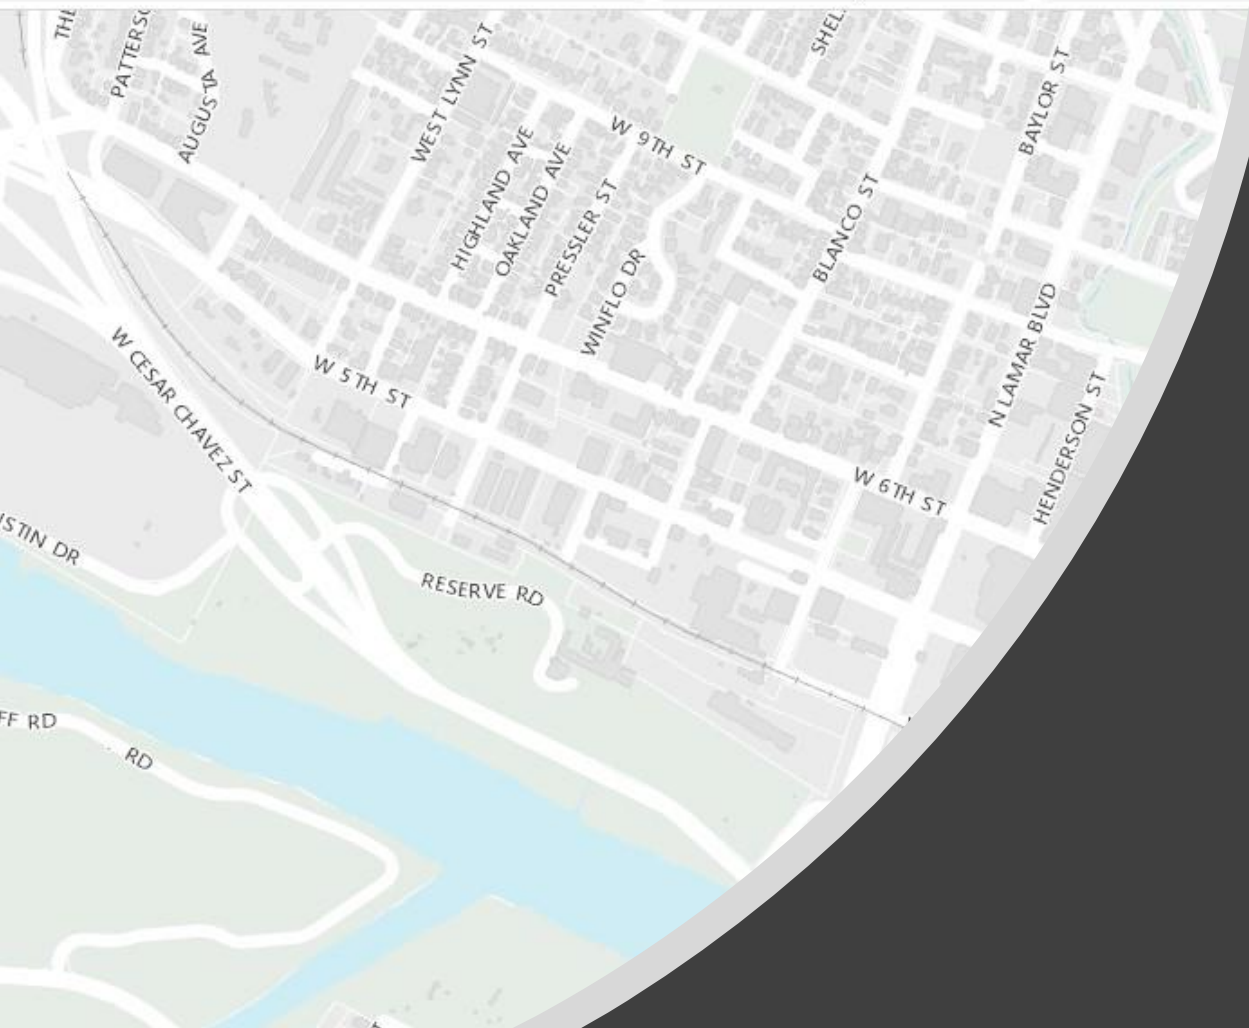 THE
PATTERSO
AUGUSTA AVE
WEST LYNN ST
SHEL
BAYLOR ST
W 9TH ST
HIGHLAND AVE
OAKLAND AVE
PRESSLER ST
BLANCO ST
WINFLO DR
N LAMAR BLVD
W CESAR CHAVEZ ST
W 5TH ST
HENDERSON ST
W 6TH ST
STIN DR
RESERVE RD
FF RD
RD